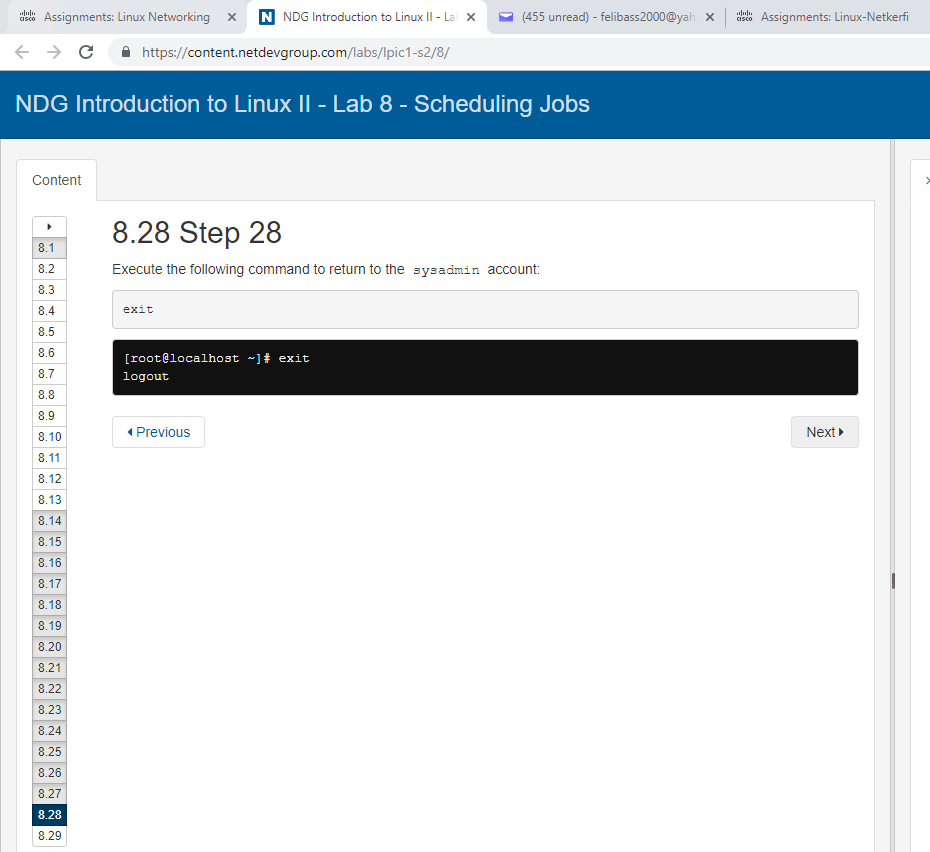 Assignments: Linux Networking
NDG Introduction to Linux II - La
(455 unread) - felibass2000@yah
Assignments: Linux-Netkerfi
https://content.netdevgroup.com/labs/lpic1-s2/8/
NDG Introduction to Linux II - Lab 8 - Scheduling Jobs
Content
8.1
8.2
8.3
8.4
8.5
8.6
8.7
8.8
8.9
8.10
8.11
8.12
8.13
8.14
8.15
8.16
8.17
8.18
8.19
8.20
8.21
8.22
8.23
8.24
8.25
8.26
8.27
8.28
8.29
8.28 Step 28
Execute the following command to return to the sysadmin account:
exit
[root@localhost ~]# exit
logout
Previous
Next